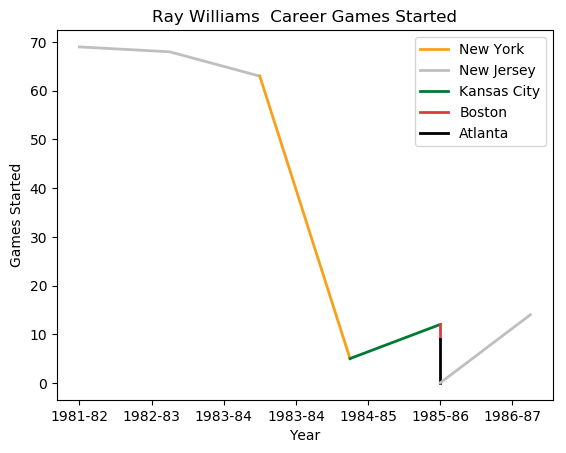 Ray Williams  Career Games Started
70
60
50
40
30
20
10
0
Games Started
New York
New Jersey
Kansas City
Boston
Atlanta
1981-82 1982-83 1983-84 1983-84 1984-85 1985-86 1986-87
Year